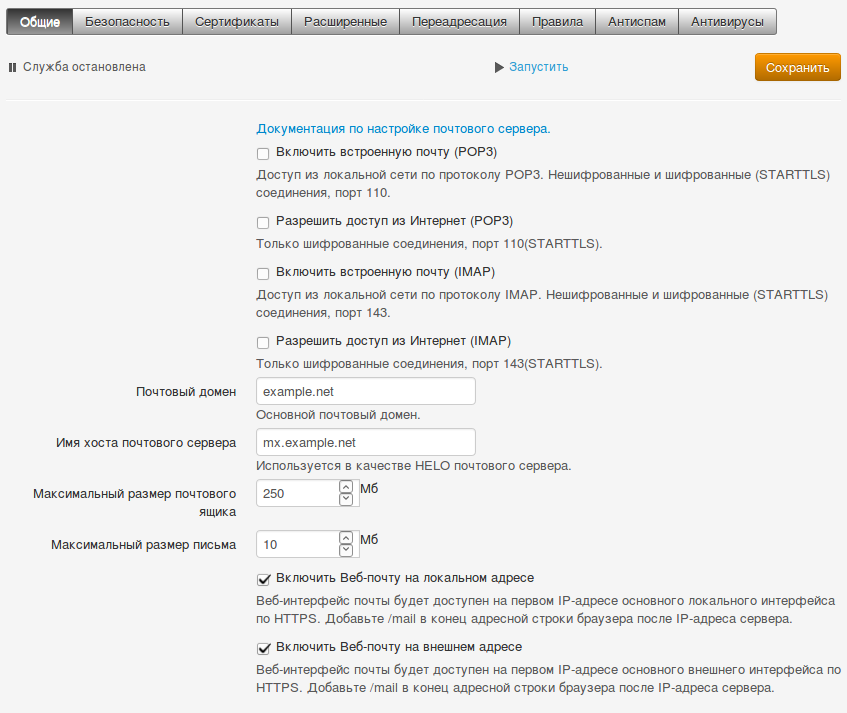 Общие Безопасность Сертификаты Расширенные Переадресация Правила Антиспам Антивирусы
Служба остановлена Запустить Сохранить
Документация по настройке почтового сервера.
Включить встроенную почту (POP3)
Доступ из локальной сети по протоколу POP3. Нешифрованные и шифрованные (STARTTLS)
соединения, порт 110.
Разрешить доступ из Интернет (POP3)
Только шифрованные соединения, порт 110(STARTTLS).
Включить встроенную почту (IMAP)
Доступ из локальной сети по протоколу IMAP. Нешифрованные и шифрованные (STARTTLS)
соединения, порт 143.
Разрешить доступ из Интернет (IMAP)
Только шифрованные соединения, порт 143(STARTTLS).
Почтовый домен example.net
Основной почтовый домен.
Имя хоста почтового сервера mx.example.net
Используется в качестве HELO почтового сервера.
Максимальный размер почтового 250 Мб
ящика
Максимальный размер письма 10 Мб
Включить Веб-почту на локальном адресе
Веб-интерфейс почты будет доступен на первом IP-адресе основного локального интерфейса
по HTTPS. Добавьте /mail в конец адресной строки браузера после IP-адреса сервера.
Включить Веб-почту на внешнем адресе
Веб-интерфейс почты будет доступен на первом IP-адресе основного внешнего интерфейса по
HTTPS. Добавьте /mail в конец адресной строки браузера после IP-адреса сервера.